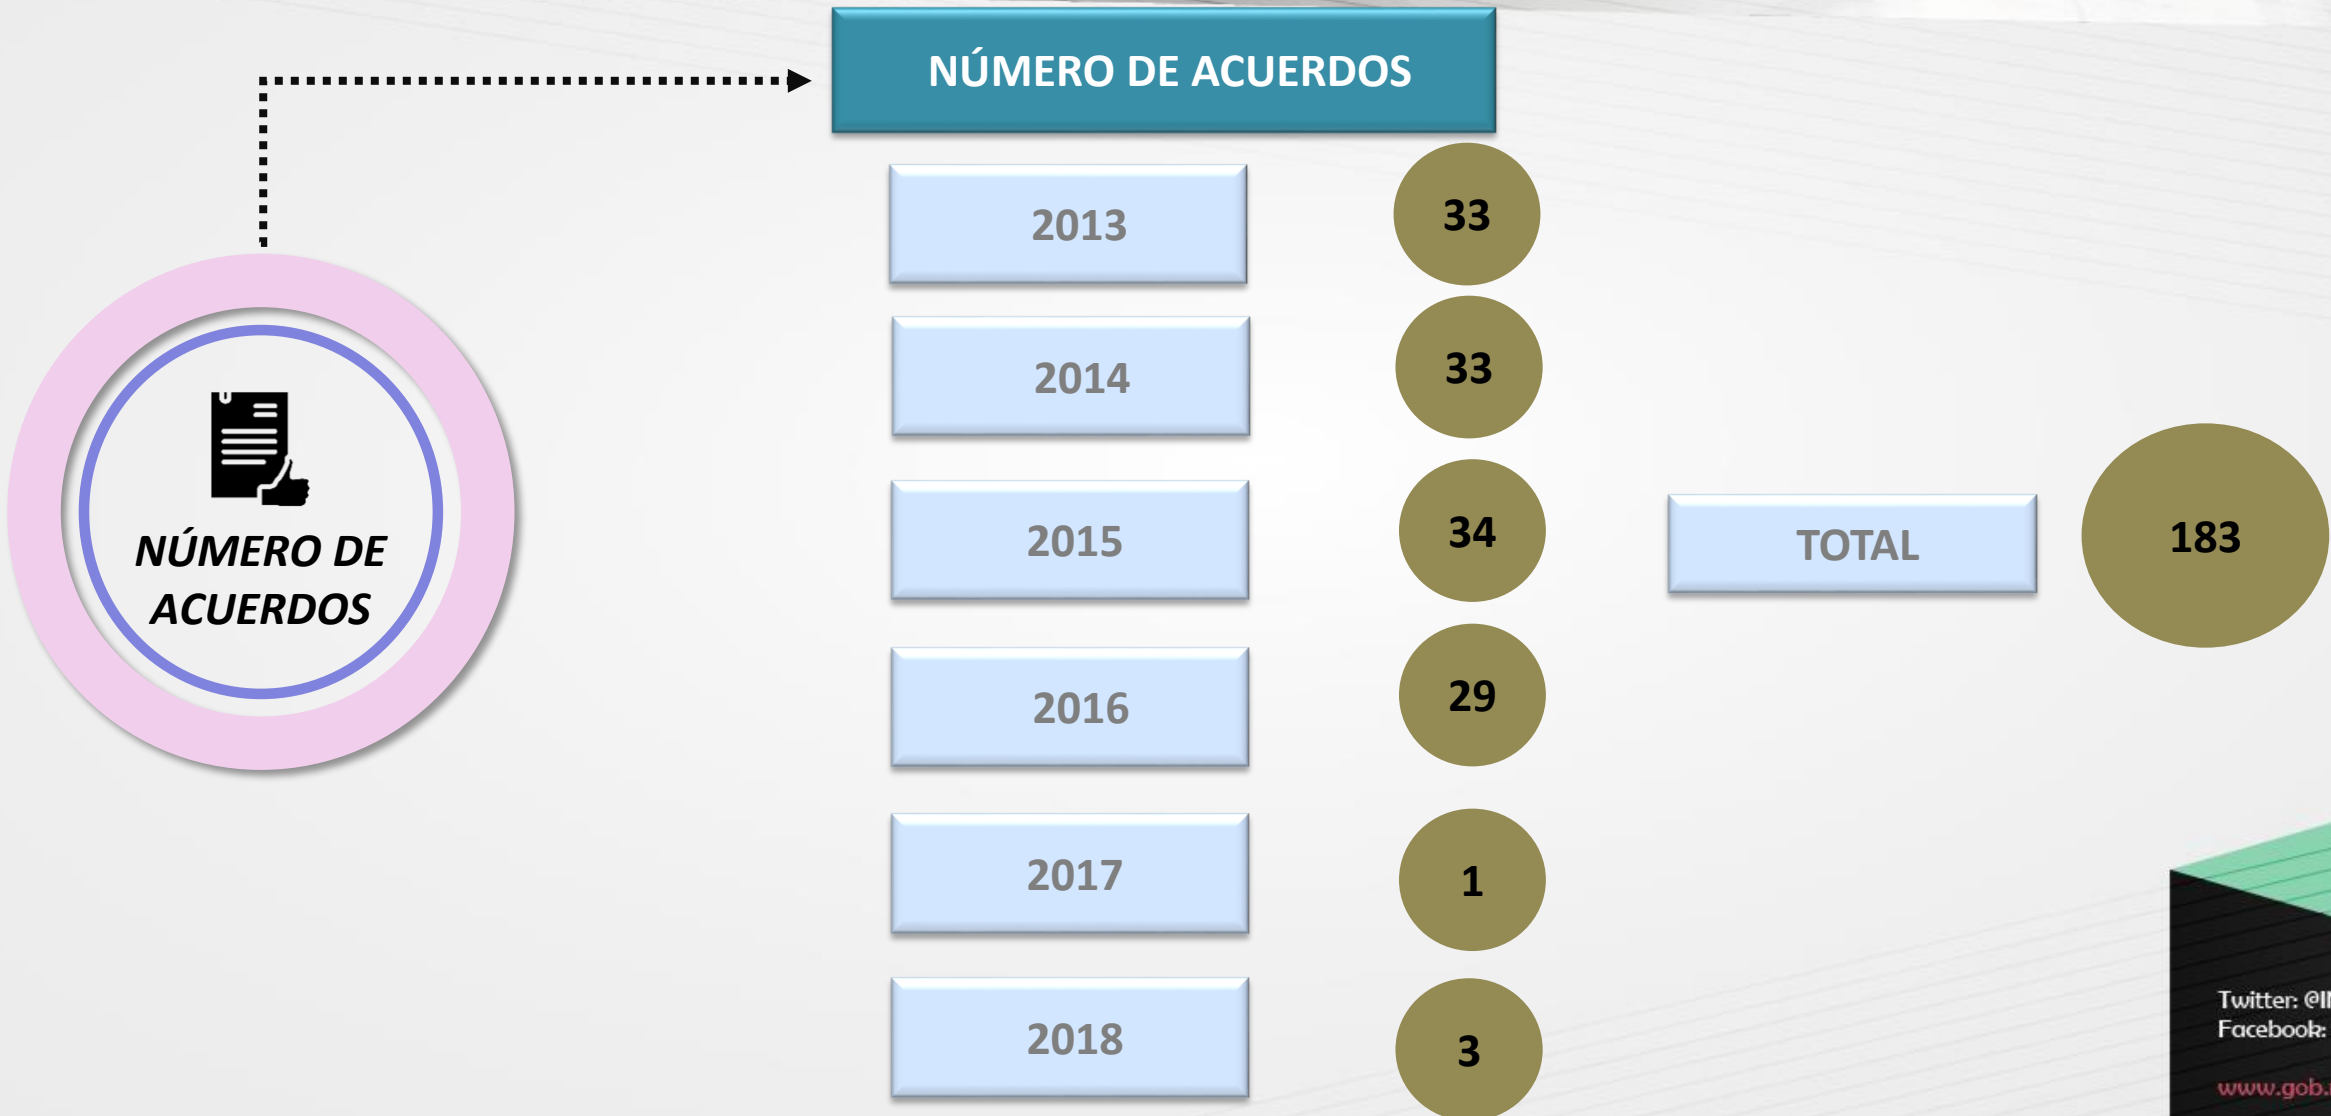 NÚMERO DE ACUERDOS
NÚMERO DE
ACUERDOS
2013
33
2014
33
2015
34
2016
29
2017
1
2018
3
TOTAL
183
Twitter:
Facebook: